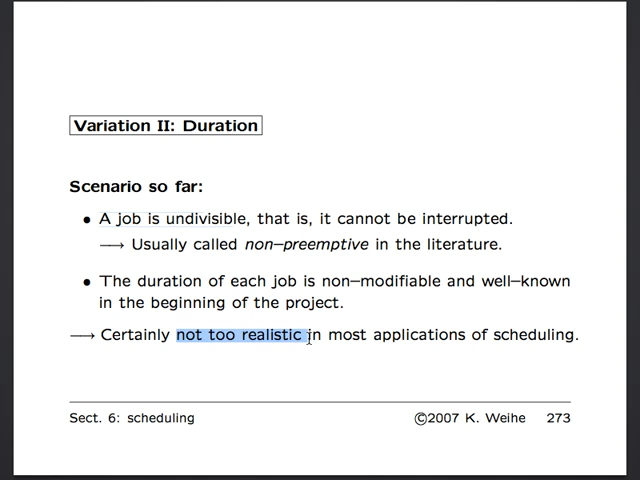 Variation II: Duration
Scenario so far:
● A job is undivisible, that is, it cannot be interrupted.
⟶ Usually called non–preemptive in the literature.
● The duration of each job is non–modifiable and well–known
in the beginning of the project.
⟶ Certainly not too realistic in most applications of scheduling.
Sect. 6: scheduling ©2007 K. Weihe 273